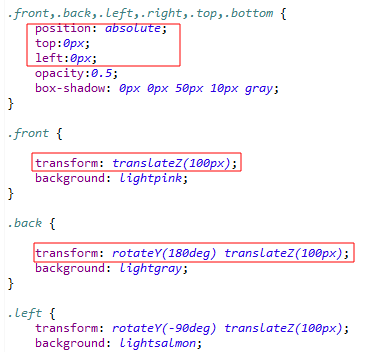 .front,.back,.left,.right,.top,.bottom {
position: absolute;
top:0px;
left:0px;
opacity:0.5;
box-shadow: 0px 0px 50px 10px gray;
}
.front {
transform: translateZ(100px);
background: lightpink;
}
.back {
transform: rotateY(180deg) translateZ(100px);
background: lightgray;
}
.left {
transform: rotateY(-90deg) translateZ(100px);
background: lightsalmon;